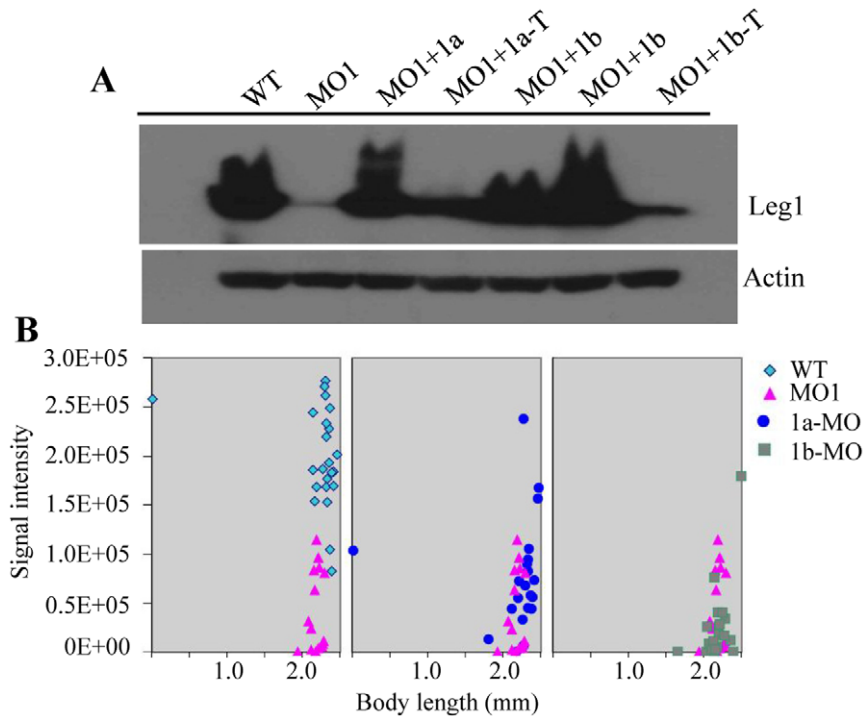 A
WT
MO1
MO1+1a
MO1+1a-T
MO1+1b
MO1+1b
MO1+1b-T
Leg1
Actin
B
3.0E+05
2.5E+05
2.0E+05
1.5E+05
1.0E+05
0.5E+05
0E+00
Signal intensity
1.0 2.0 1.0 2.0 1.0 2.0
Body length (mm)
WT
MO1
1a-MO
1b-MO